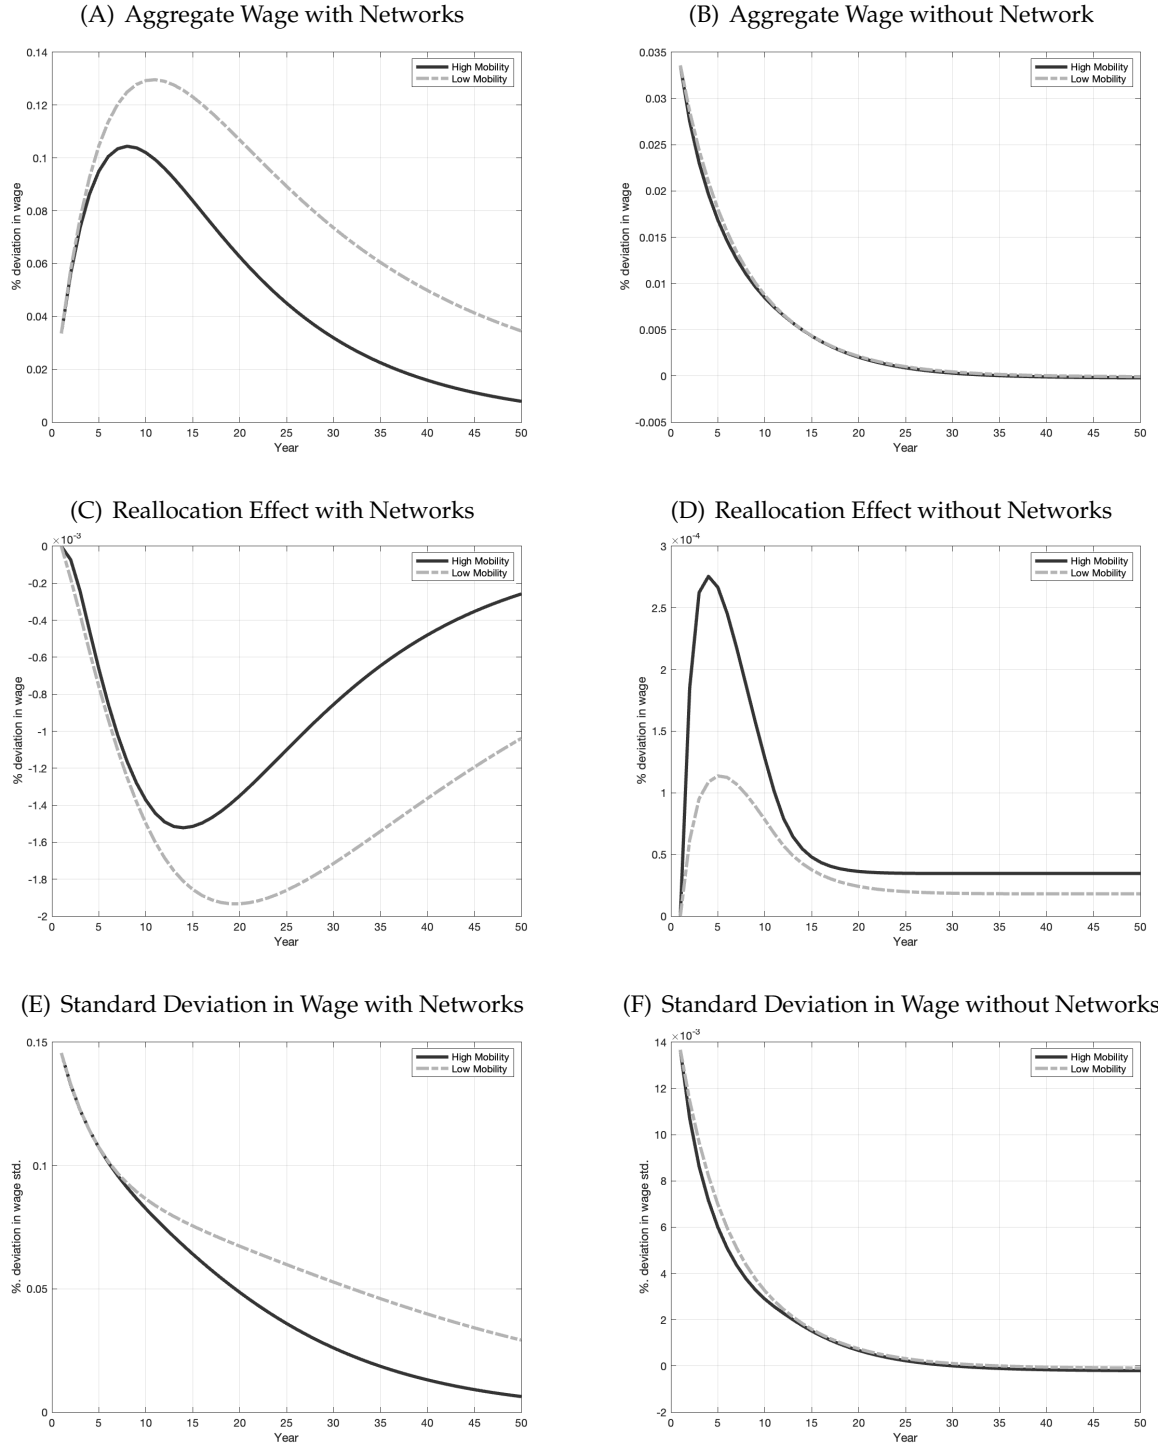 (A) Aggregate Wage with Networks
0.14
0.12
0.1
0.08
0.06
0.04
0.02
0
% deviation in wage
High Mobility
Low Mobility
0 5 10 15 20 25 30 35 40 45 50
Year
(B) Aggregate Wage without Network
0.035
0.03
0.025
0.02
0.015
0.01
0.005
0
-0.005
% deviation in wage
High Mobility
Low Mobility
0 5 10 15 20 25 30 35 40 45 50
Year
(C) Reallocation Effect with Networks
×10-3
0
-0.2
-0.4
-0.6
-0.8
-1
-1.2
-1.4
-1.6
-1.8
-2
% deviation in wage
High Mobility
Low Mobility
0 5 10 15 20 25 30 35 40 45 50
Year
(D) Reallocation Effect without Networks
×10-4
3
2.5
2
1.5
1
0.5
0
% deviation in wage
High Mobility
Low Mobility
0 5 10 15 20 25 30 35 40 45 50
Year
(E) Standard Deviation in Wage with Networks
0.15
0.1
0.05
0
%. deviation in wage std.
High Mobility
Low Mobility
0 5 10 15 20 25 30 35 40 45 50
Year
(F) Standard Deviation in Wage without Networks
×10-3
14
12
10
8
6
4
2
0
-2
%. deviation in wage std.
High Mobility
Low Mobility
0 5 10 15 20 25 30 35 40 45 50
Year